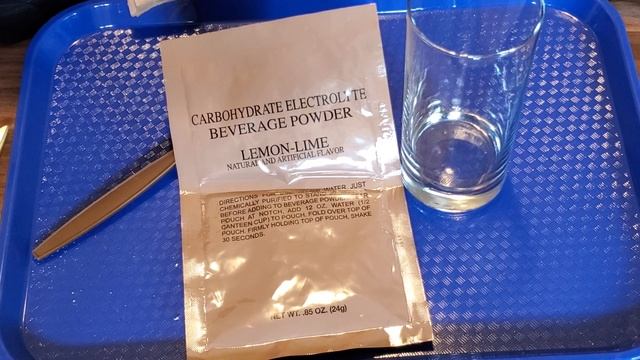 CARBOHYDRATE ELECTROLYTE
BEVERAGE POWDER
LEMON-LIME
NATURAL AND ARTIFICIAL FLAVOR
DIRECTIONS: FOR WATER JUST
CHEMICALLY PURIFIED TO STAND
BEFORE ADDING TO BEVERAGE
POUCH AT NOTCH, ADD 12 OZ. WATER (1/2
CANTEEN CUP) TO POUCH. FOLD OVER TOP OF
POUCH. FIRMLY HOLDING TOP OF POUCH, SHAKE
30 SECONDS.
NET WT. .85 OZ. (24g)